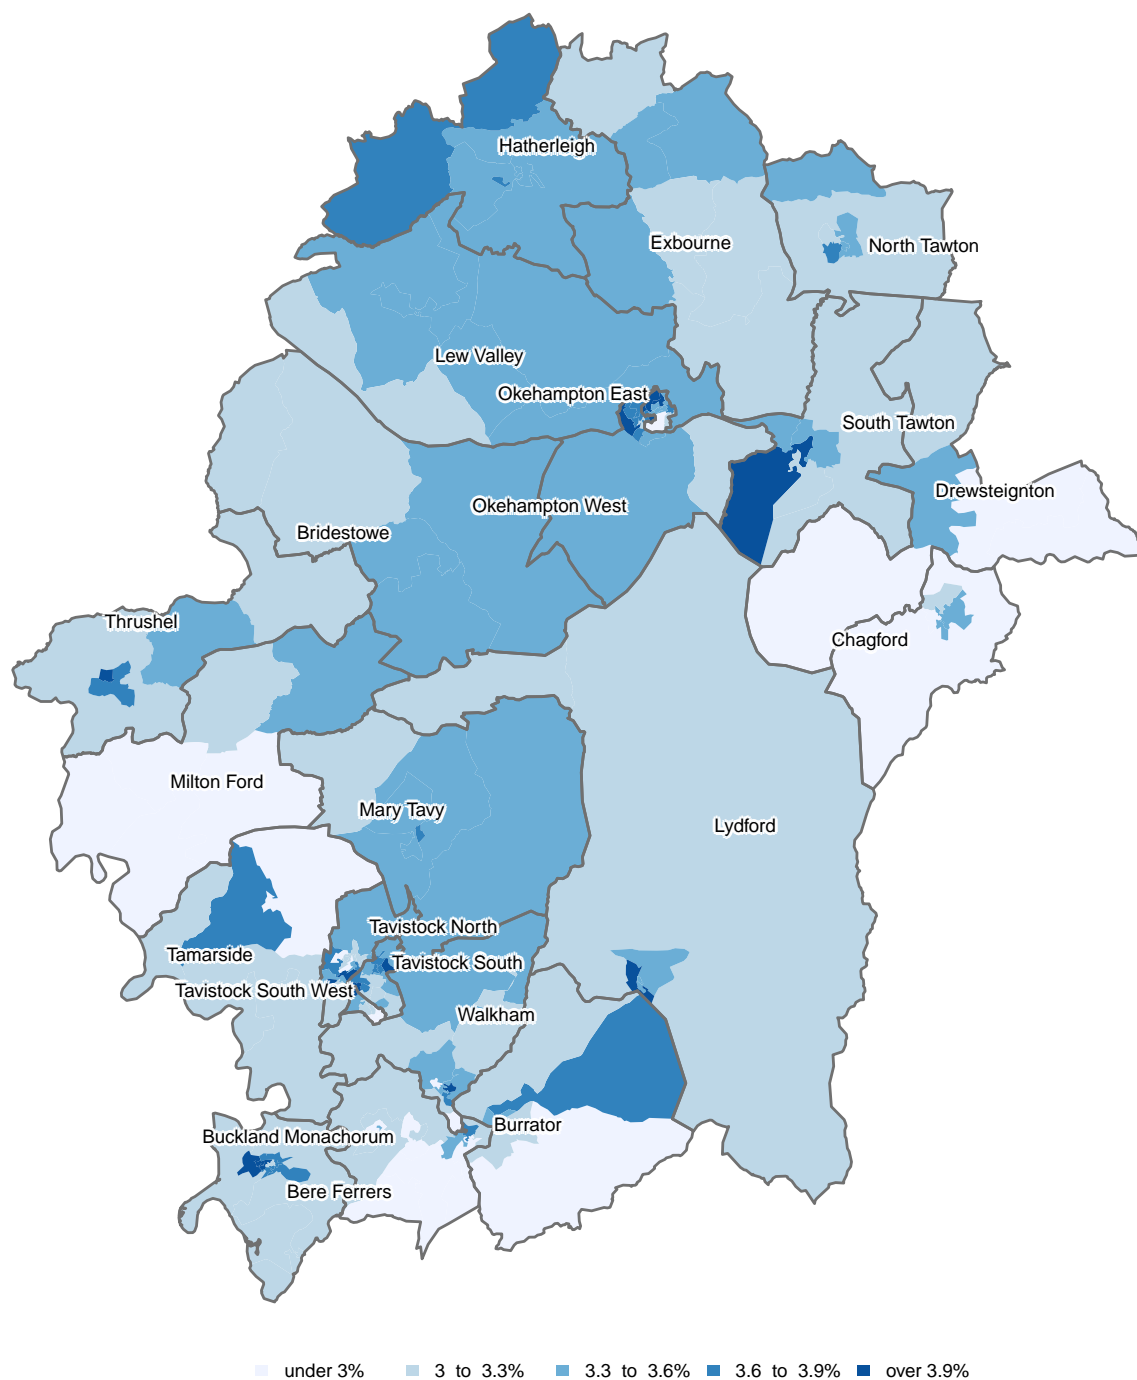 Hatherleigh
Exbourne
North Tawton
Lew Valley
Okehampton East
South Tawton
Drewsteignton
Okehampton West
Bridestowe
Thrushel
Chagford
Milton Ford
Mary Tavy
Lydford
Tavistock North
Tamarside
Tavistock South
Tavistock South West
Walkham
Burrator
Buckland Monachorum
Bere Ferrers
under 3% 3 to 3.3% 3.3 to 3.6% 3.6 to 3.9% over 3.9%